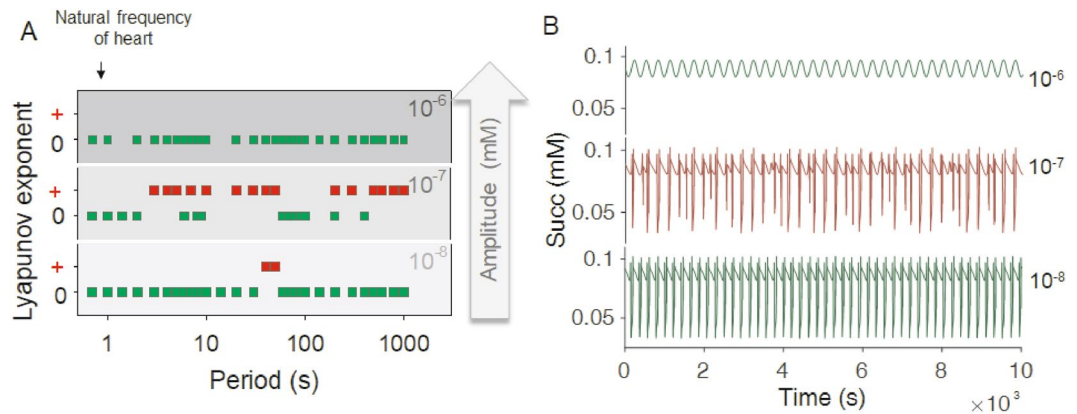 A
Natural frequency
of heart
Lyapunov exponent
+
0
10⁻⁶
+
0
10⁻⁷
+
0
10⁻⁸
1 10 100 1000
Period (s)
Amplitude (mM)
B
Succ (mM)
0.1
0.05
10⁻⁶
0.1
0.05
10⁻⁷
0.1
0.05
10⁻⁸
0 2 4 6 8 10
Time (s) × 10³